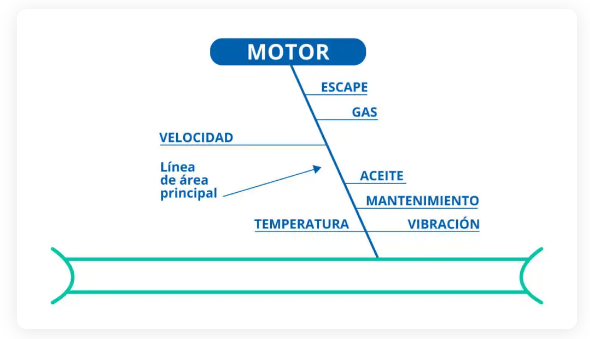 MOTOR
ESCAPE
GAS
VELOCIDAD
Línea
de área
principal
ACEITE
MANTENIMIENTO
TEMPERATURA
VIBRACIÓN